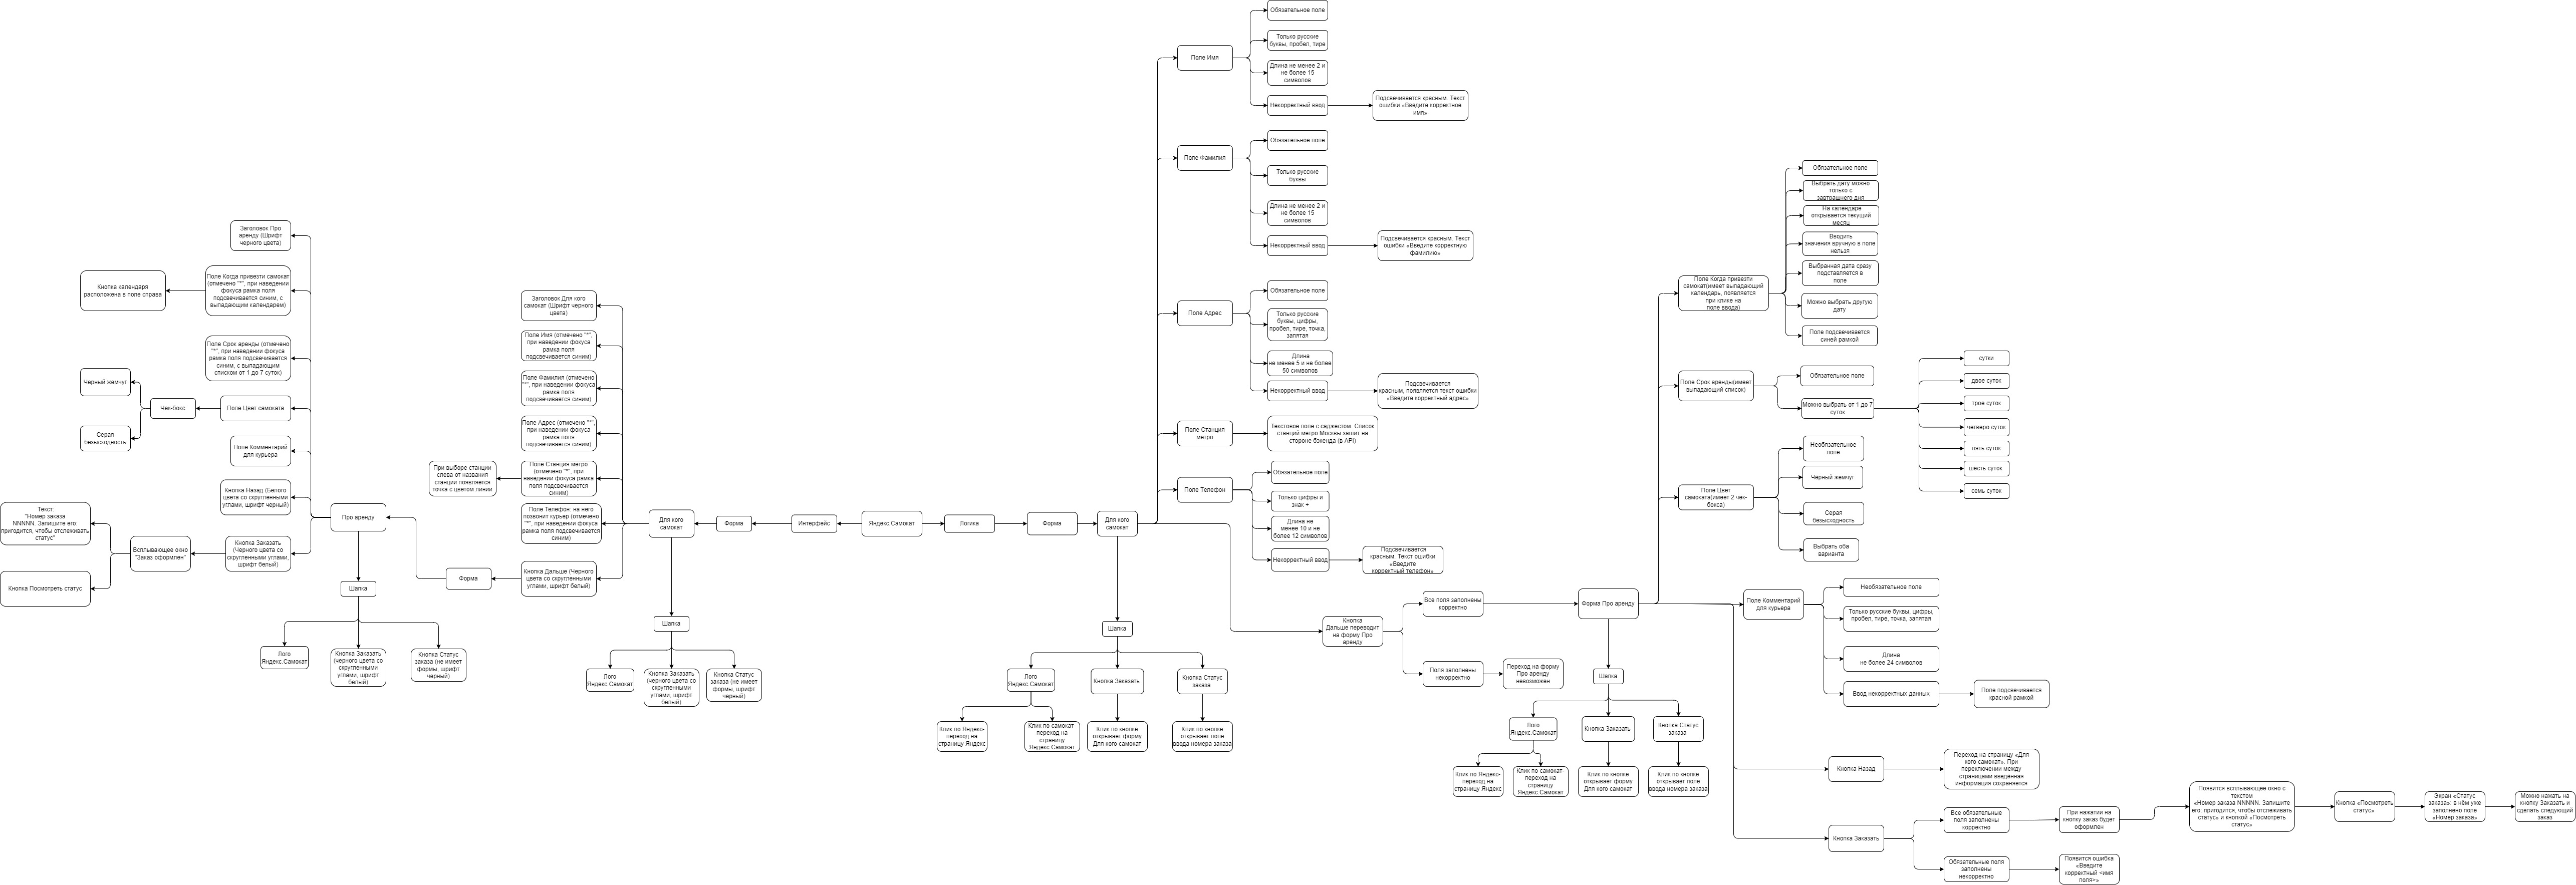 Заголовок Про
аренду (Шрифт
черного цвета)
Поле Когда привезти самокат
(отмечено "*", при наведении
фокуса рамка поля
подсвечивается синим, с
выпадающим календарем)
Кнопка календаря
расположена в поле справа
Поле Срок аренды (отмечено
"*", при наведении фокуса
рамка поля подсвечивается
синим, с выпадающим
списком от 1 до 7 суток)
Поле Цвет самоката
Чек-бокс
Черный жемчуг
Серая
безысходность
Поле Комментарий
для курьера
Кнопка Назад (Белого
цвета со скругленными
углами, шрифт черный)
Кнопка Заказать
(Черного цвета со
скругленными углами,
шрифт белый)
Всплывающее окно
"Заказ оформлен"
Текст:
"Номер заказа
NNNNN. Запишите его:
пригодится, чтобы отслеживать
статус"
Кнопка Посмотреть статус
Про аренду
Шапка
Лого
Яндекс.Самокат
Кнопка Заказать
(черного цвета со
скругленными
углами, шрифт
белый)
Кнопка Статус
заказа (не имеет
формы, шрифт
черный)
Форма
Заголовок Для кого
самокат (Шрифт черного
цвета)
Поле Имя (отмечено "*",
при наведении фокуса
рамка поля
подсвечивается синим)
Поле Фамилия (отмечено
"*", при наведении фокуса
рамка поля
подсвечивается синим)
Поле Адрес (отмечено "*",
при наведении фокуса
рамка поля
подсвечивается синим)
Поле Станция метро
(отмечено "*", при
наведении фокуса рамка
поля подсвечивается
синим)
При выборе станции
слева от названия
станции появляется
точка с цветом линии
Поле Телефон: на него
позвонит курьер (отмечено
"*", при наведении фокуса
рамка поля подсвечивается
синим)
Кнопка Дальше (Черного
цвета со скругленными
углами, шрифт белый)
Для кого
самокат
Шапка
Лого
Яндекс.Самокат
Кнопка Заказать
(черного цвета со
скругленными
углами, шрифт
белый)
Кнопка Статус
заказа (не имеет
формы, шрифт
черный)
Форма
Интерфейс
Яндекс.Самокат
Логика
Форма
Для кого
самокат
Шапка
Лого
Яндекс.Самокат
Клик по Яндекс-
переход на
страницу Яндекс
Клик по самокат-
переход на
страницу
Яндекс.Самокат
Кнопка Заказать
Клик по кнопке
открывает форму
Для кого самокат
Кнопка Статус
заказа
Клик по кнопке
открывает поле
ввода номера заказа
Поле Имя
Обязательное поле
Только русские
буквы, пробел, тире
Длина не менее 2 и
не более 15
символов
Некорректный ввод
Подсвечивается красным. Текст
ошибки «Введите корректное
имя»
Поле Фамилия
Обязательное поле
Только русские
буквы
Длина не менее 2 и
не более 15
символов
Некорректный ввод
Подсвечивается красным. Текст
ошибки «Введите корректную
фамилию»
Поле Адрес
Обязательное поле
Только русские
буквы, цифры,
пробел, тире, точка,
запятая
Длина
не менее 5 и не более
50 символов
Некорректный ввод
Подсвечивается
красным, появляется текст ошибки
«Введите корректный адрес»
Поле Станция
метро
Текстовое поле с саджестом. Список
станций метро Москвы зашит на
стороне бэкенда (в API)
Поле Телефон
Обязательное поле
Только цифры и
знак +
Длина не
менее 10 и не
более 12 символов
Некорректный ввод
Подсвечивается
красным. Текст ошибки
«Введите
корректный телефон»
Кнопка
Дальше переводит
на форму Про
аренду
Все поля заполнены
корректно
Поля заполнены
некорректно
Переход на форму
Про аренду
невозможен
Форма Про аренду
Шапка
Лого
Яндекс.Самокат
Клик по Яндекс-
переход на
страницу Яндекс
Клик по самокат-
переход на
страницу
Яндекс.Самокат
Кнопка Заказать
Клик по кнопке
открывает форму
Для кого самокат
Кнопка Статус
заказа
Клик по кнопке
открывает поле
ввода номера заказа
Поле Когда привезти
самокат(имеет выпадающий
календарь, появляется
при клике на
поле ввода)
Обязательное поле
Выбрать дату можно
только с
завтрашнего дня
На календаре
открывается текущий
месяц
Вводить
значения вручную в поле
нельзя
Выбранная дата сразу
подставляется в
поле
Можно выбрать другую
дату
Поле подсвечивается
синей рамкой
Поле Срок аренды(имеет
выпадающий список)
Обязательное поле
Можно выбрать от 1 до 7
суток
сутки
двое суток
трое суток
четверо суток
пять суток
шесть суток
семь суток
Поле Цвет
самоката(имеет 2 чек-
бокса)
Необязательное
поле
Чёрный жемчуг
Серая
безысходность
Выбрать оба
варианта
Поле Комментарий
для курьера
Необязательное поле
Только русские буквы, цифры,
пробел, тире, точка, запятая
Длина
не более 24 символов
Ввод некорректных данных
Поле подсвечивается
красной рамкой
Кнопка Назад
Переход на страницу «Для
кого самокат». При
переключении между
страницами введённая
информация сохраняется
Кнопка Заказать
Все обязательные
поля заполнены
корректно
При нажатии на
кнопку заказ будет
оформлен
Появится всплывающее окно с
текстом
«Номер заказа NNNNN. Запишите
его: пригодится, чтобы отслеживать
статус» и кнопкой «Посмотреть
статус»
Кнопка «Посмотреть
статус»
Экран «Статус
заказа»: в нём уже
заполнено поле
«Номер заказа»
Можно нажать на
кнопку Заказать и
сделать следующий
заказ
Обязательные поля
заполнены
некорректно
Появится ошибка
«Введите
корректный <имя
поля>»